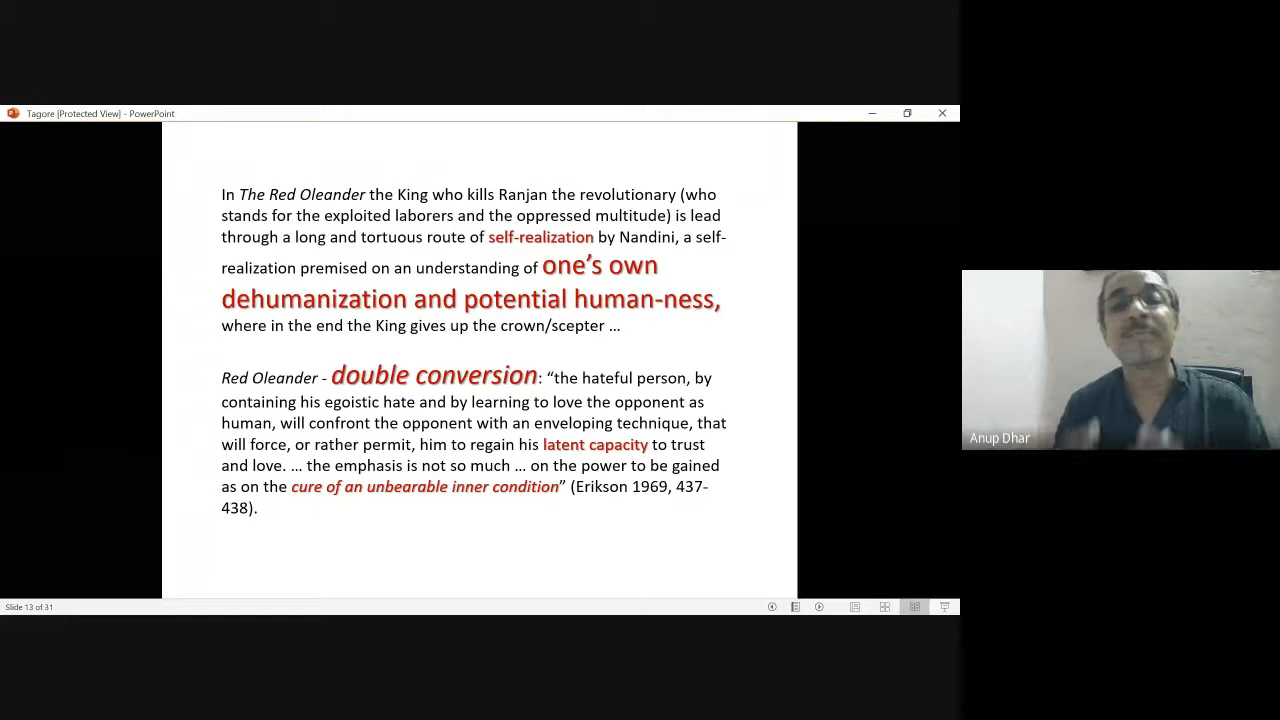 Tagore [Protected View] - PowerPoint
In The Red Oleander the King who kills Ranjan the revolutionary (who
stands for the exploited laborers and the oppressed multitude) is lead
through a long and tortuous route of self-realization by Nandini, a self-
realization premised on an understanding of one’s own
dehumanization and potential human-ness,
where in the end the King gives up the crown/scepter ...
Red Oleander - double conversion: “the hateful person, by
containing his egoistic hate and by learning to love the opponent as
human, will confront the opponent with an enveloping technique, that
will force, or rather permit, him to regain his latent capacity to trust
and love. ... the emphasis is not so much ... on the power to be gained
as on the cure of an unbearable inner condition” (Erikson 1969, 437-
438).
Anup Dhar
Slide 13 of 31